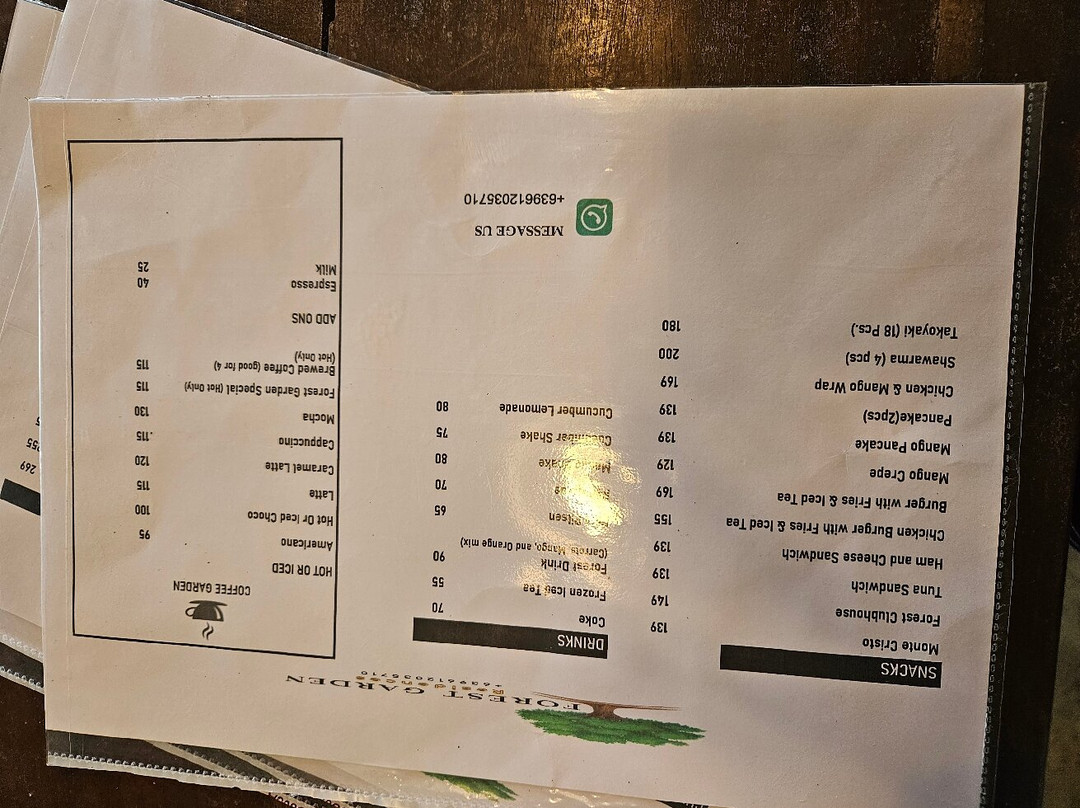 FOREST GARDEN
Residences
+639612035710
SNACKS
Monte Cristo 139
Forest Clubhouse 149
Tuna Sandwich 139
Ham and Cheese Sandwich 139
Chicken Burger with Fries & Iced Tea 155
Burger with Fries & Iced Tea 169
Mango Crepe 129
Mango Pancake 139
Pancake(2pcs) 139
Chicken & Mango Wrap 169
Shawarma (4 pcs) 200
Takoyaki (18 Pcs.) 180
DRINKS
Coke 70
Frozen Iced Tea 55
Forest Drink 90
(Carrots, Mango, and Orange mix)
Pilsen 65
70
Shake 80
Shake 75
Cucumber Lemonade 80
MESSAGE US
+639612035710
COFFEE GARDEN
HOT OR ICED
Americano 95
Hot Or Iced Choco 100
Latte 115
Caramel Latte 120
Cappuccino .115
Mocha 130
Forest Garden Special (Hot Only) 115
Brewed Coffee (good for 4) 115
(Hot Only)
ADD ONS
Espresso 40
Milk 25
269
255